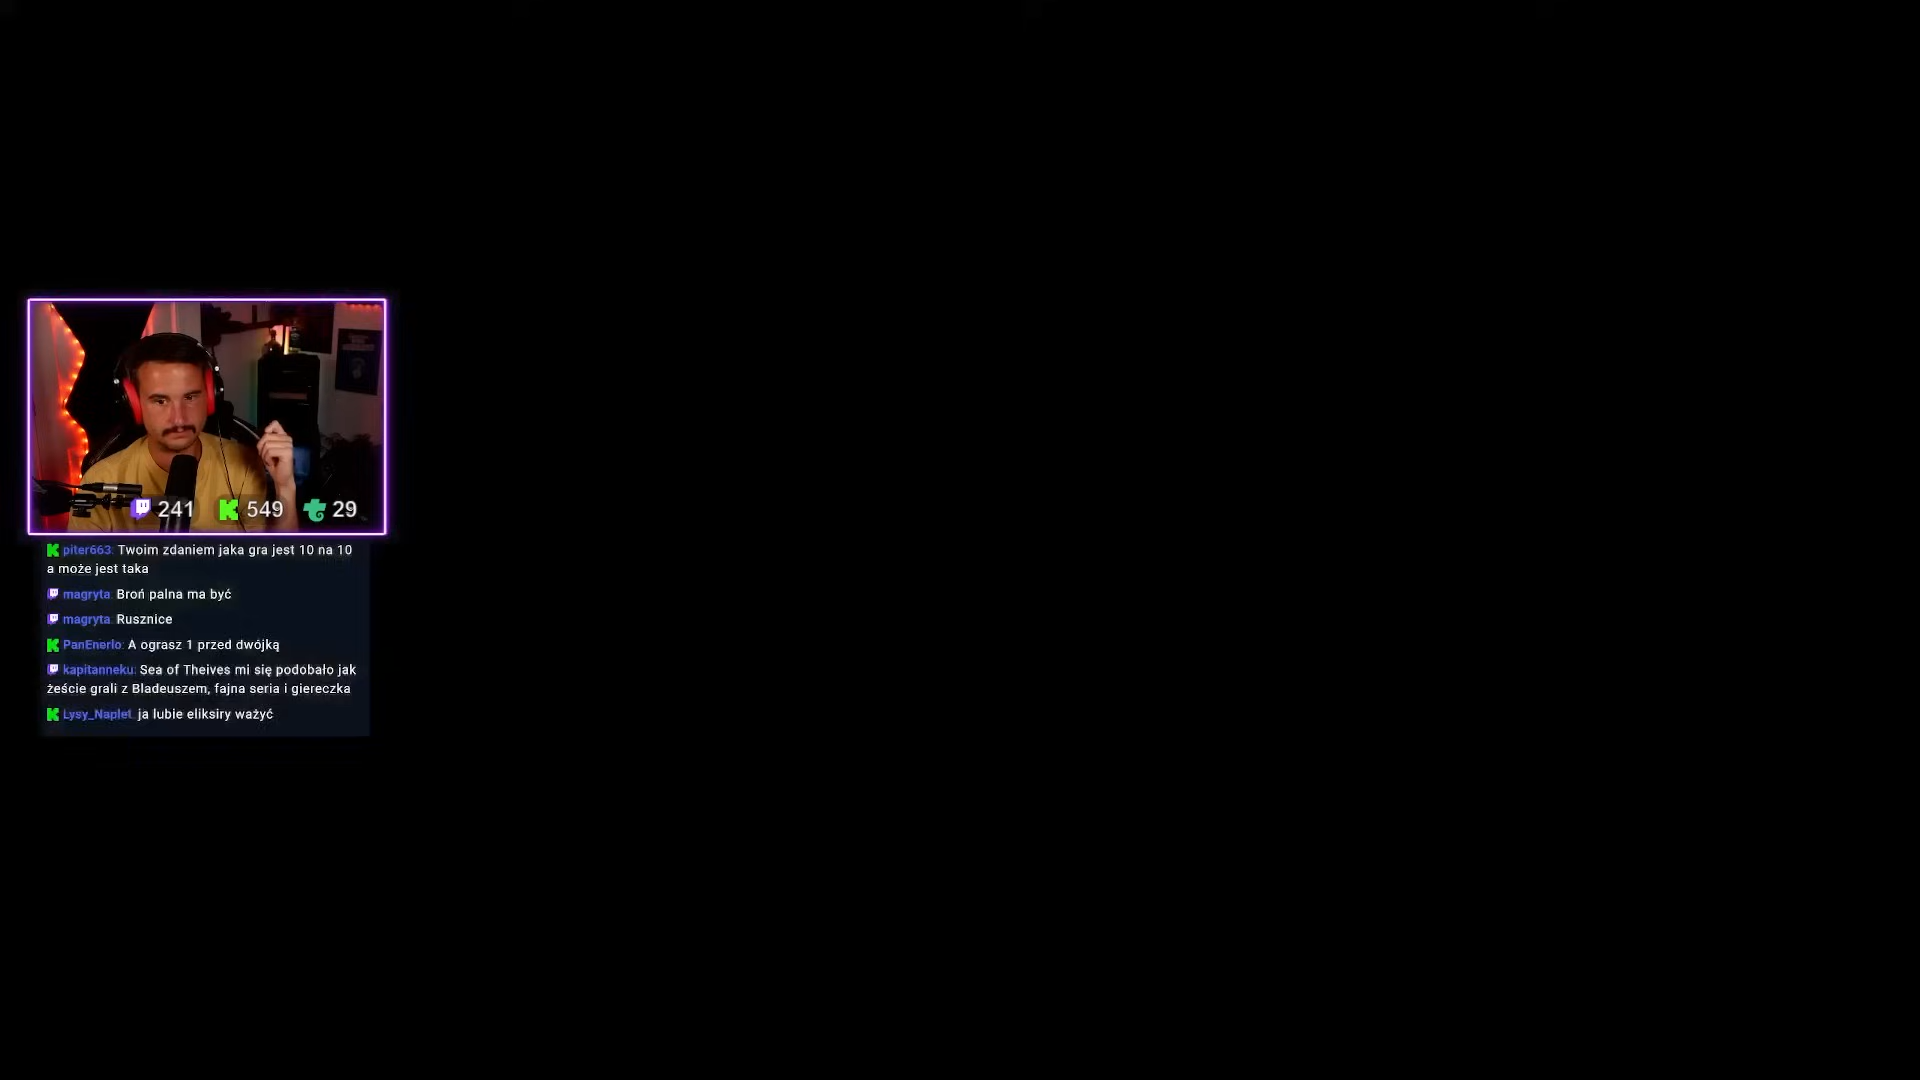 241 549 29
piter663: Twoim zdaniem jaka gra jest 10 na 10
a może jest taka
magryta: Broń palna ma być
magryta: Rusznice
PanEnerlo: A ograsz 1 przed dwójką
kapitanneku: Sea of Theives mi się podobało jak
żeście grali z Bladeuszem, fajna seria i giereczka
Lysy_Naplet: ja lubie eliksiry ważyć